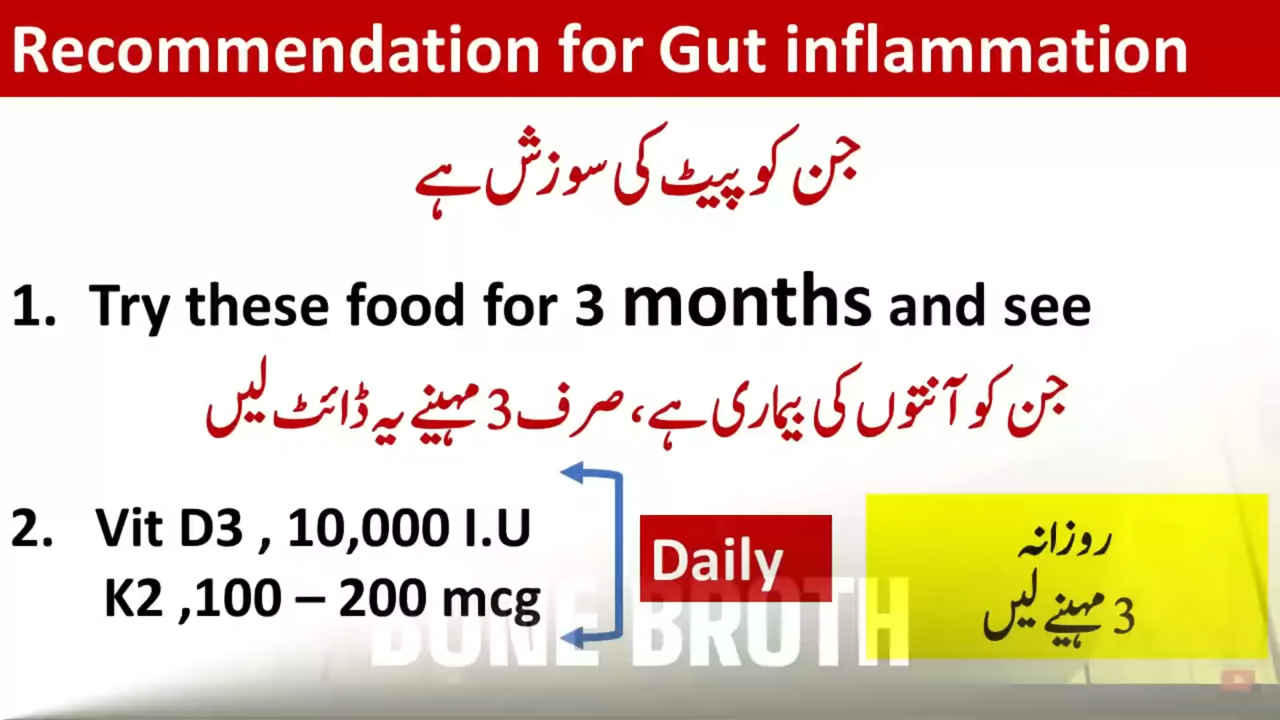 Recommendation for Gut inflammation
جن کو پیٹ کی سوزش ہے
1. Try these food for 3 months and see
جن کو آنتوں کی بیماری ہے، صرف 3 مہینے یہ ڈائٹ لیں
2. Vit D3 , 10,000 I.U
K2 ,100 – 200 mcg
Daily
روزانہ
3 مہینے لیں
BONE BROTH